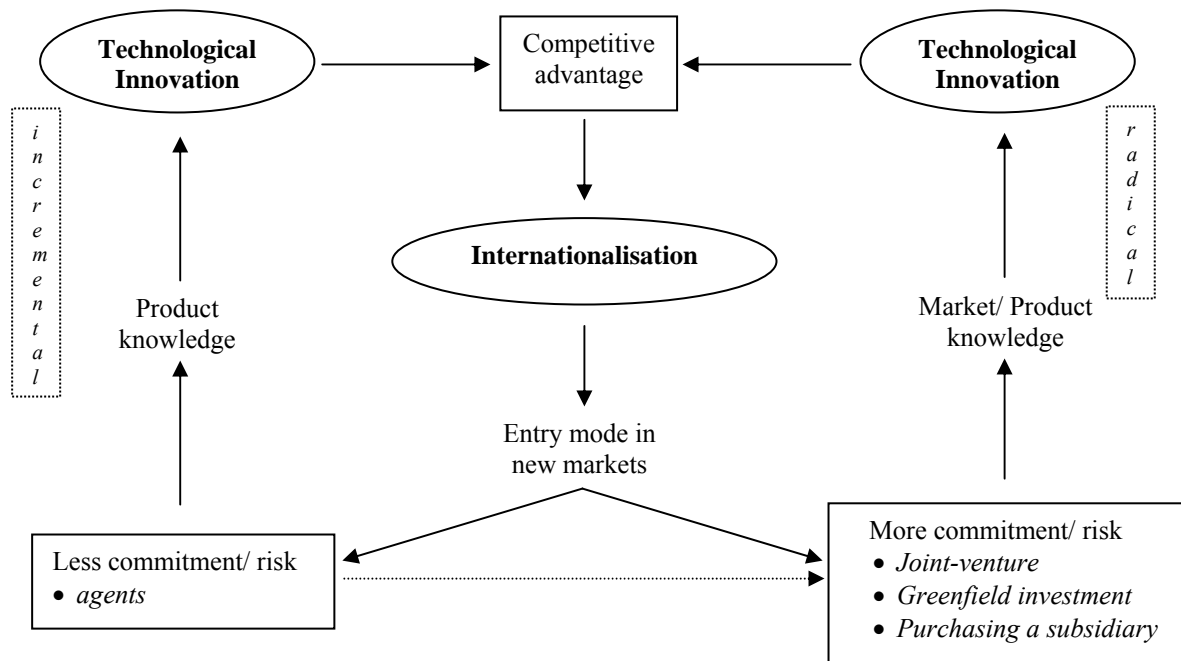 Technological
Innovation
Competitive
advantage
Technological
Innovation
incremental
radical
Internationalisation
Product
knowledge
Market/ Product
knowledge
Entry mode in
new markets
Less commitment/ risk
• agents
More commitment/ risk
• Joint-venture
• Greenfield investment
• Purchasing a subsidiary